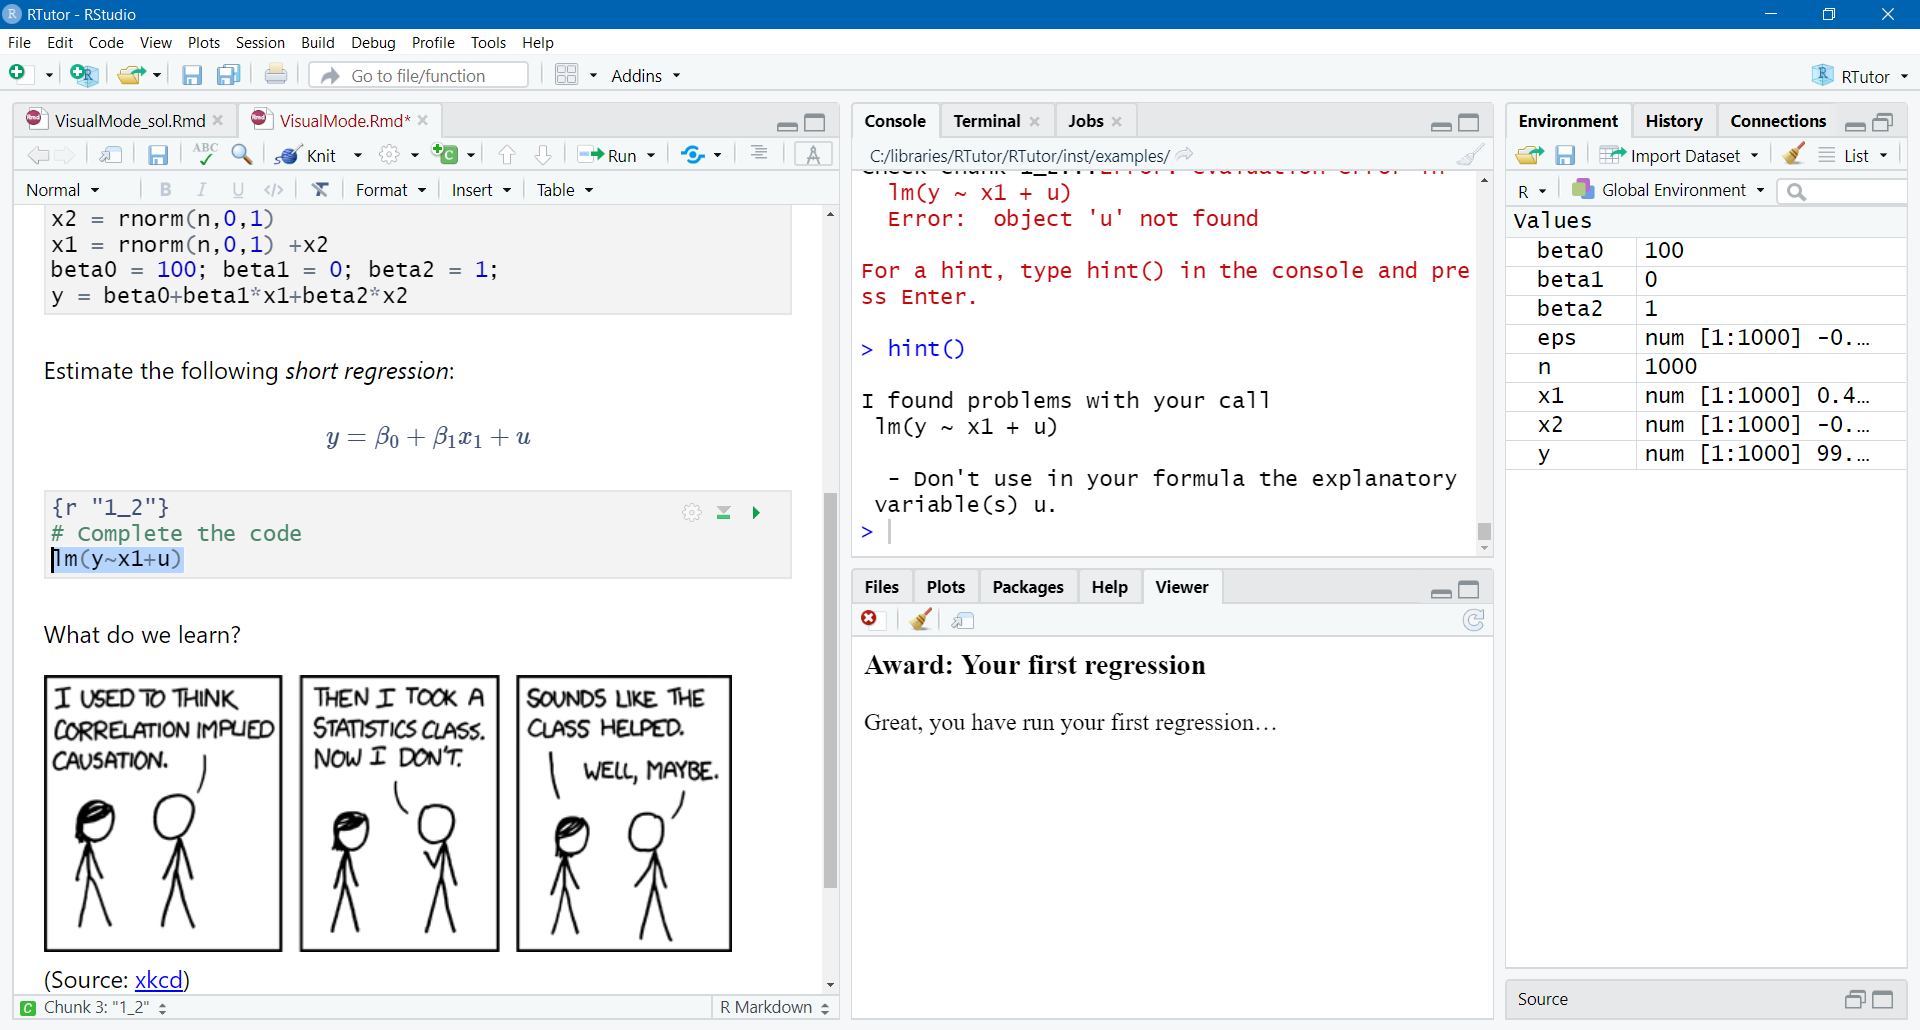 RTutor - RStudio
File Edit Code View Plots Session Build Debug Profile Tools Help
Go to file/function
Addins
RTutor
VisualMode_sol.Rmd
VisualMode.Rmd*
ABC
Knit
Run
Normal
B I U </>
Format
Insert
Table
x2 = rnorm(n,0,1)
x1 = rnorm(n,0,1) +x2
beta0 = 100; beta1 = 0; beta2 = 1;
y = beta0+beta1*x1+beta2*x2
Estimate the following short regression:
y = β0 + β1x1 + u
{r "1_2"}
# Complete the code
lm(y~x1+u)
What do we learn?
I USED TO THINK
CORRELATION IMPLIED
CAUSATION.
THEN I TOOK A
STATISTICS CLASS.
NOW I DON'T.
SOUNDS LIKE THE
CLASS HELPED.
WELL, MAYBE.
(Source: xkcd)
Chunk 3: "1_2"
R Markdown
Console Terminal Jobs
C:/libraries/RTutor/RTutor/inst/examples/
lm(y ~ x1 + u)
Error: object 'u' not found
For a hint, type hint() in the console and pre
ss Enter.
> hint()
I found problems with your call
lm(y ~ x1 + u)
- Don't use in your formula the explanatory
variable(s) u.
>
Files Plots Packages Help Viewer
Award: Your first regression
Great, you have run your first regression…
Environment History Connections
Import Dataset
List
R
Global Environment
Values
beta0 100
beta1 0
beta2 1
eps num [1:1000] -0.…
n 1000
x1 num [1:1000] 0.4…
x2 num [1:1000] -0.…
y num [1:1000] 99.…
Source